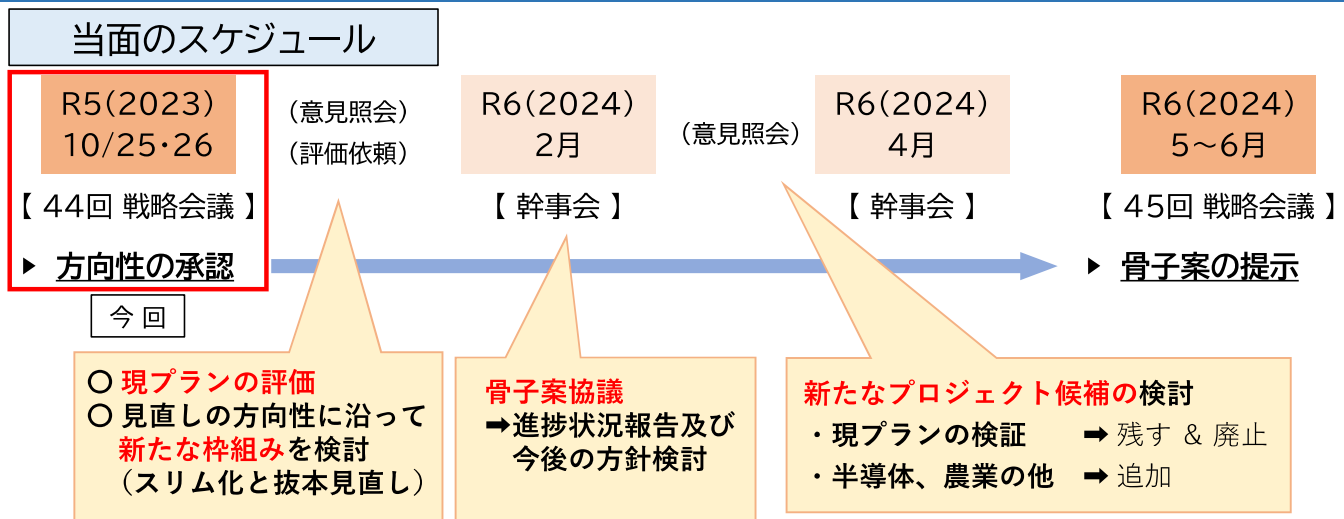 当面のスケジュール
R5(2023)
10/25・26
(意見照会)
(評価依頼)
R6(2024)
2月
(意見照会)
R6(2024)
4月
R6(2024)
5～6月
【 44回 戦略会議 】
【 幹事会 】
【 幹事会 】
【 45回 戦略会議 】
▶ 方向性の承認
▶ 骨子案の提示
今 回
〇 現プランの評価
〇 見直しの方向性に沿って
新たな枠組みを検討
（スリム化と抜本見直し）
骨子案協議
➡進捗状況報告及び
今後の方針検討
新たなプロジェクト候補の検討
・現プランの検証 ➡ 残す & 廃止
・半導体、農業の他 ➡ 追加